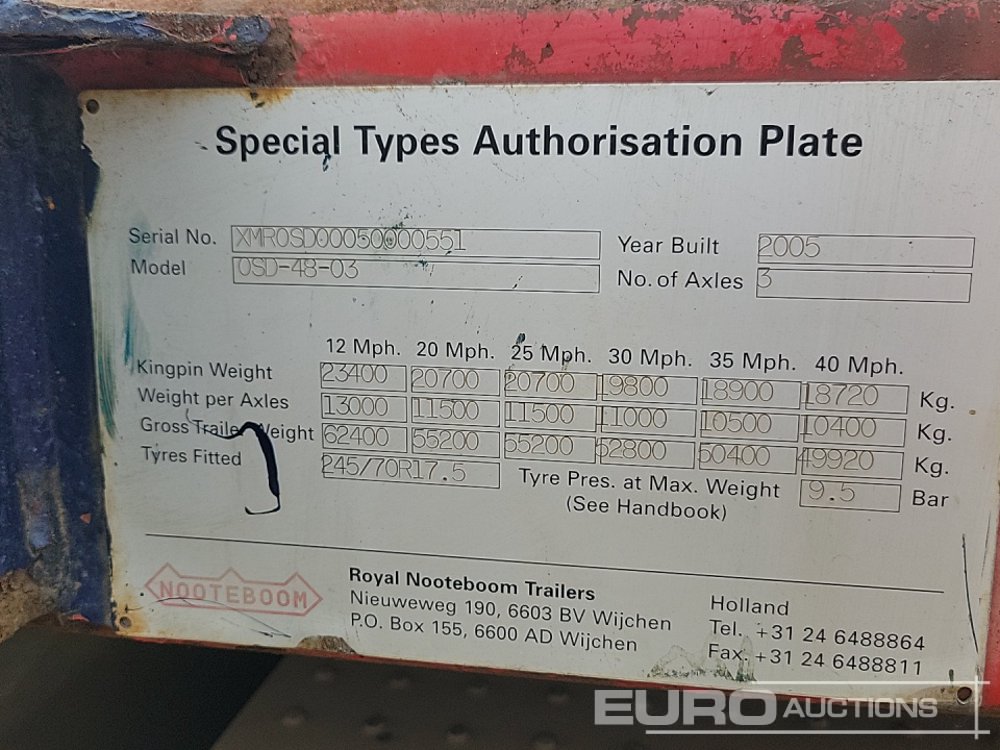 Special Types Authorisation Plate
Serial No. XMROSD00050000551 Year Built 2005
Model OSD-48-03 No. of Axles 3
12 Mph. 20 Mph. 25 Mph. 30 Mph. 35 Mph. 40 Mph.
Kingpin Weight 23400 20700 20700 19800 18900 18720 Kg.
Weight per Axles 13000 11500 11500 11000 10500 10400 Kg.
Gross Trailer Weight 62400 55200 55200 52800 50400 49920 Kg.
Tyres Fitted 245/70R17.5 Tyre Pres. at Max. Weight 9.5 Bar
(See Handbook)
NOOTEBOOM
Royal Nooteboom Trailers
Nieuweweg 190, 6603 BV Wijchen
P.O. Box 155, 6600 AD Wijchen
Holland
Tel. +31 24 6488864
Fax. +31 24 6488811
EURO AUCTIONS